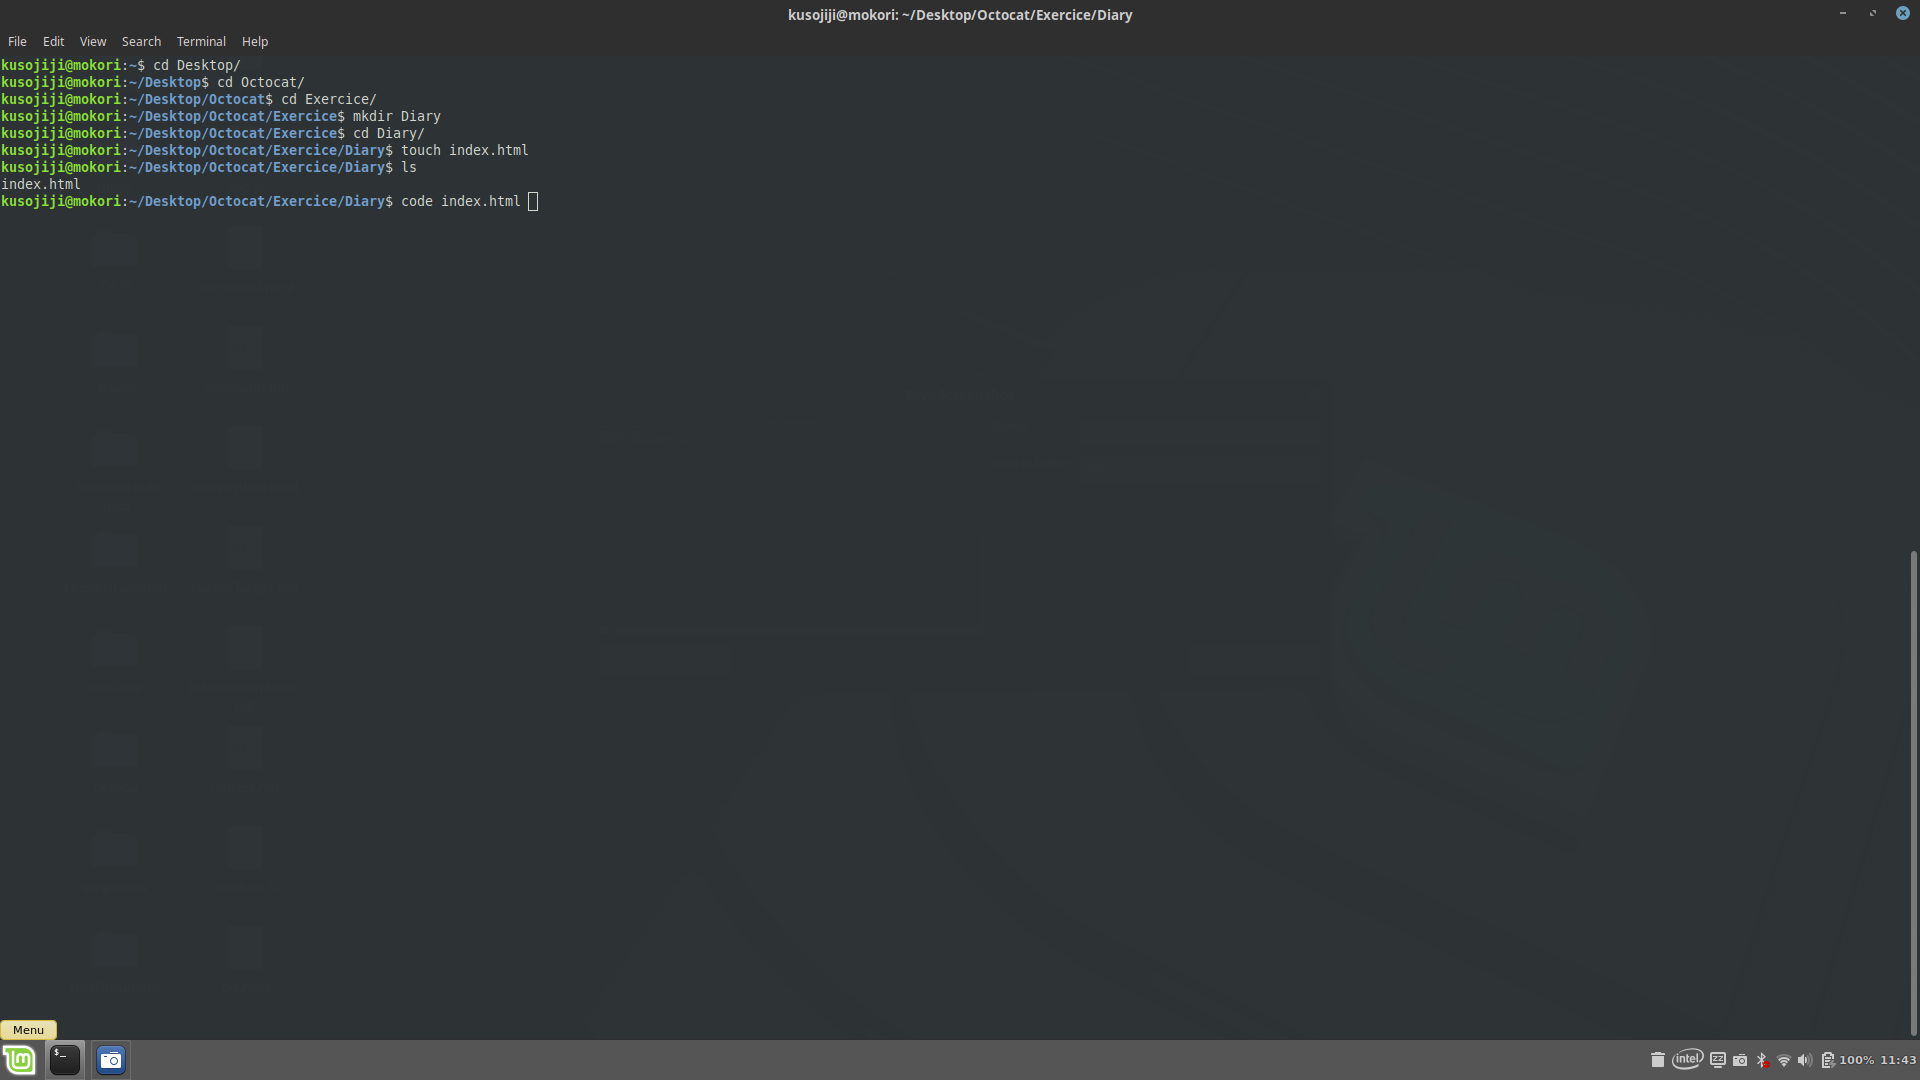 kusojiji@mokori: ~/Desktop/Octocat/Exercice/Diary
File Edit View Search Terminal Help
kusojiji@mokori:~$ cd Desktop/
kusojiji@mokori:~/Desktop$ cd Octocat/
kusojiji@mokori:~/Desktop/Octocat$ cd Exercice/
kusojiji@mokori:~/Desktop/Octocat/Exercice$ mkdir Diary
kusojiji@mokori:~/Desktop/Octocat/Exercice$ cd Diary/
kusojiji@mokori:~/Desktop/Octocat/Exercice/Diary$ touch index.html
kusojiji@mokori:~/Desktop/Octocat/Exercice/Diary$ ls
index.html
kusojiji@mokori:~/Desktop/Octocat/Exercice/Diary$ code index.html
Menu
$_
intel
zz
100% 11:43